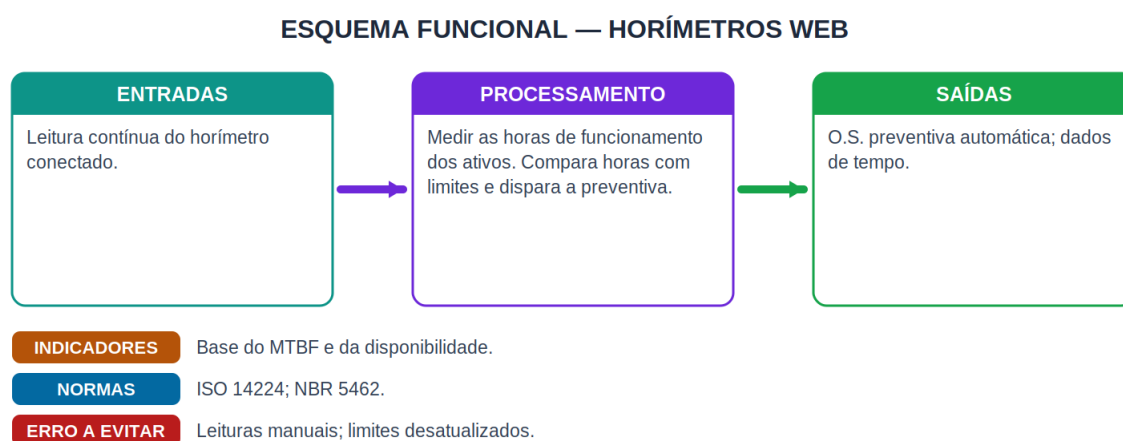 ESQUEMA FUNCIONAL — HORÍMETROS WEB
ENTRADAS
Leitura contínua do horímetro
conectado.
PROCESSAMENTO
Medir as horas de funcionamento
dos ativos. Compara horas com
limites e dispara a preventiva.
SAÍDAS
O.S. preventiva automática; dados
de tempo.
INDICADORES
Base do MTBF e da disponibilidade.
NORMAS
ISO 14224; NBR 5462.
ERRO A EVITAR
Leituras manuais; limites desatualizados.